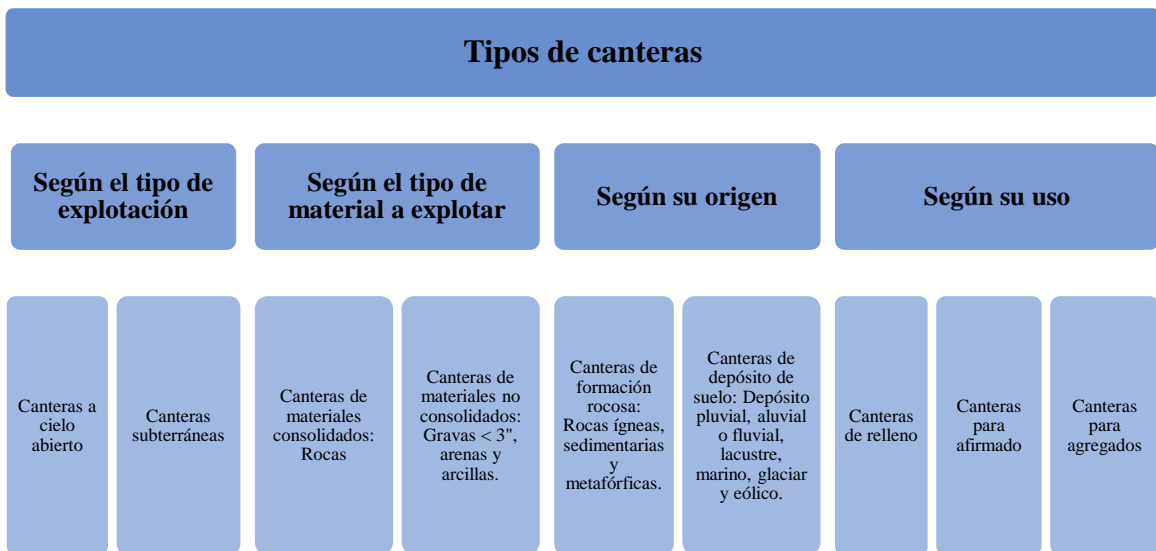 Tipos de canteras
Según el tipo de
explotación
Según el tipo de
material a explotar
Según su origen
Según su uso
Canteras a
cielo
abierto
Canteras
subterráneas
Canteras de
materiales
consolidados:
Rocas
Canteras de
materiales no
consolidados:
Gravas < 3",
arenas y
arcillas.
Canteras de
formación
rocosa:
Rocas ígneas,
sedimentarias
y
metafórficas.
Canteras de
depósito de
suelo: Depósito
pluvial, aluvial
o fluvial,
lacustre,
marino, glaciar
y eólico.
Canteras
de relleno
Canteras
para
afirmado
Canteras
para
agregados